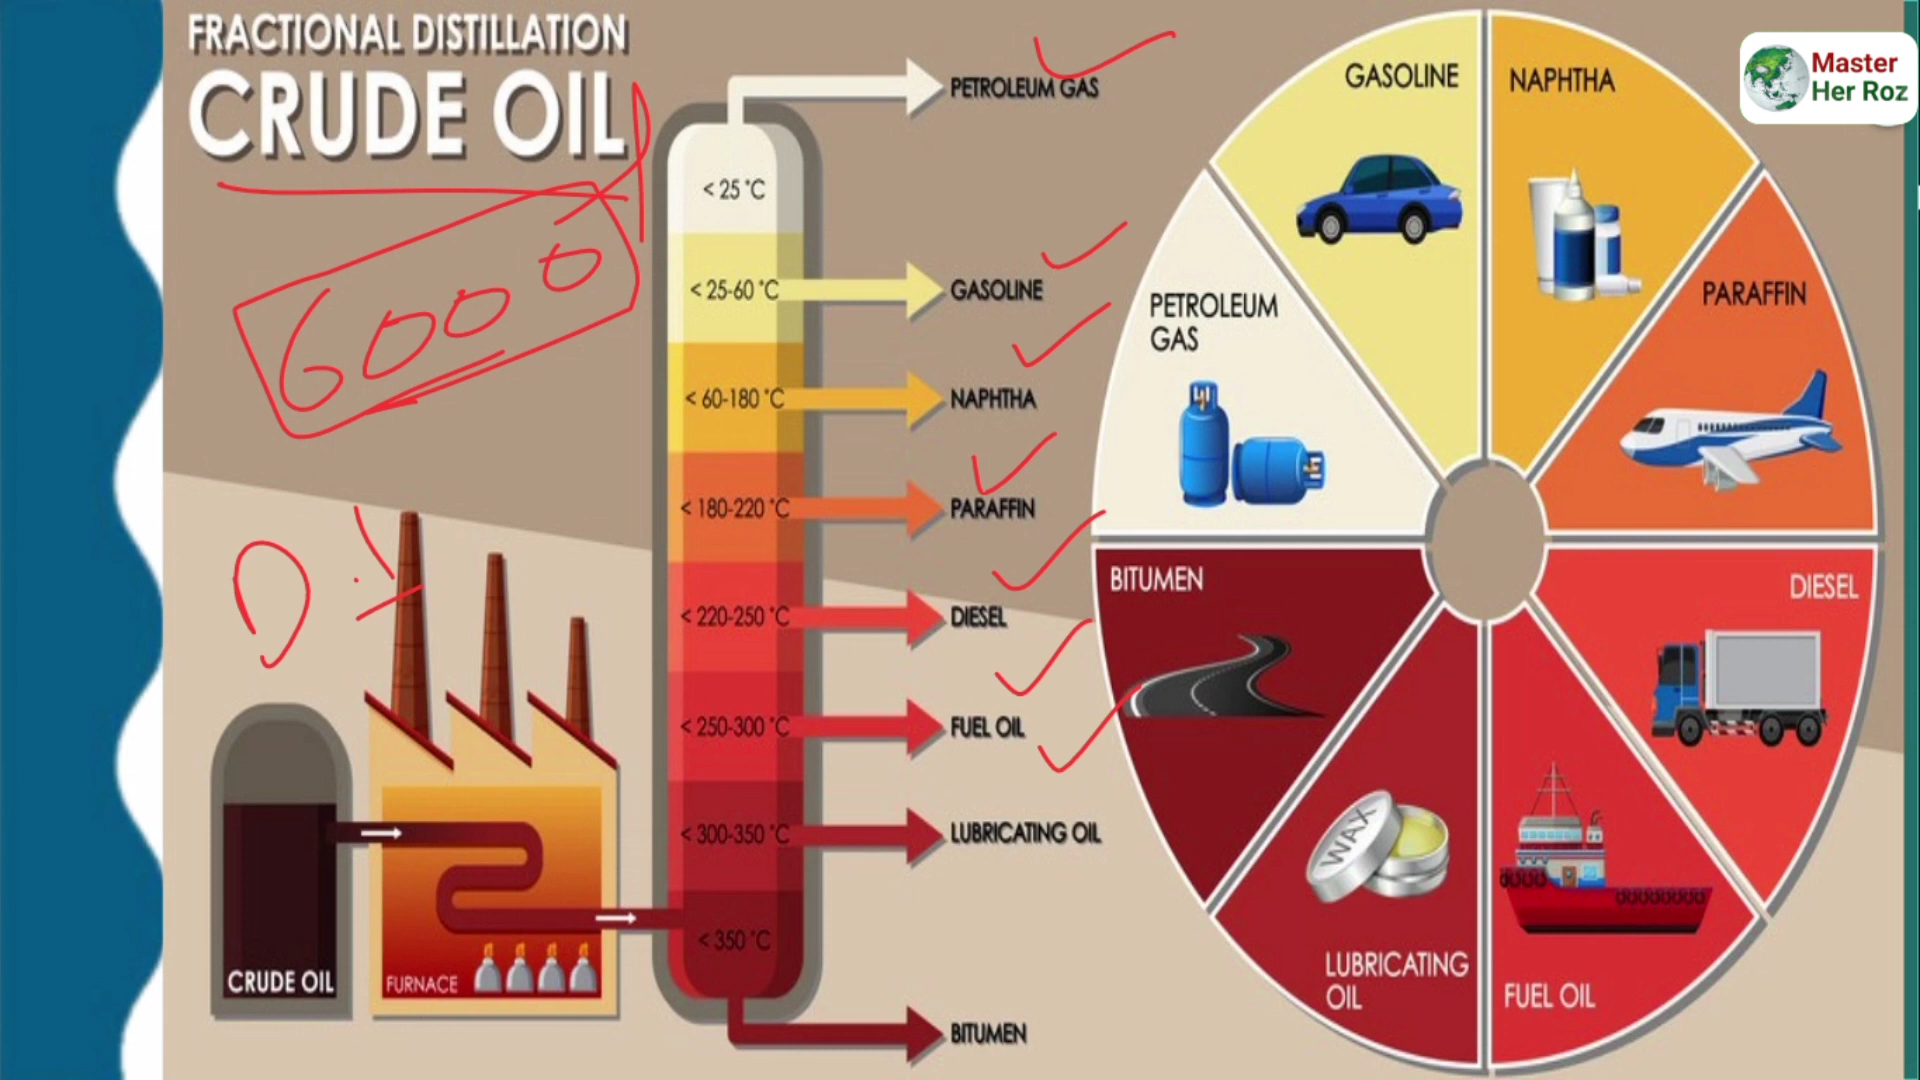 FRACTIONAL DISTILLATION
CRUDE OIL
6000
PETROLEUM GAS
< 25 °C
< 25-60 °C
GASOLINE
< 60-180 °C
NAPHTHA
< 180-220 °C
PARAFFIN
< 220-250 °C
DIESEL
< 250-300 °C
FUEL OIL
< 300-350 °C
LUBRICATING OIL
< 350 °C
BITUMEN
CRUDE OIL
FURNACE
GASOLINE
NAPHTHA
PETROLEUM
GAS
PARAFFIN
BITUMEN
DIESEL
WAX
LUBRICATING
OIL
FUEL OIL
Master
Her Roz